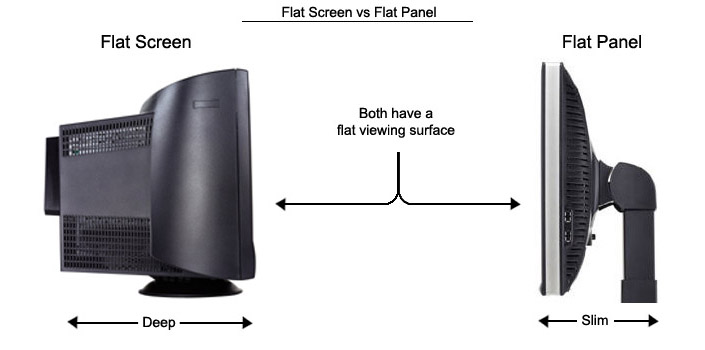 Flat Screen vs Flat Panel
Flat Screen
Flat Panel
Both have a
flat viewing surface
Deep
Slim